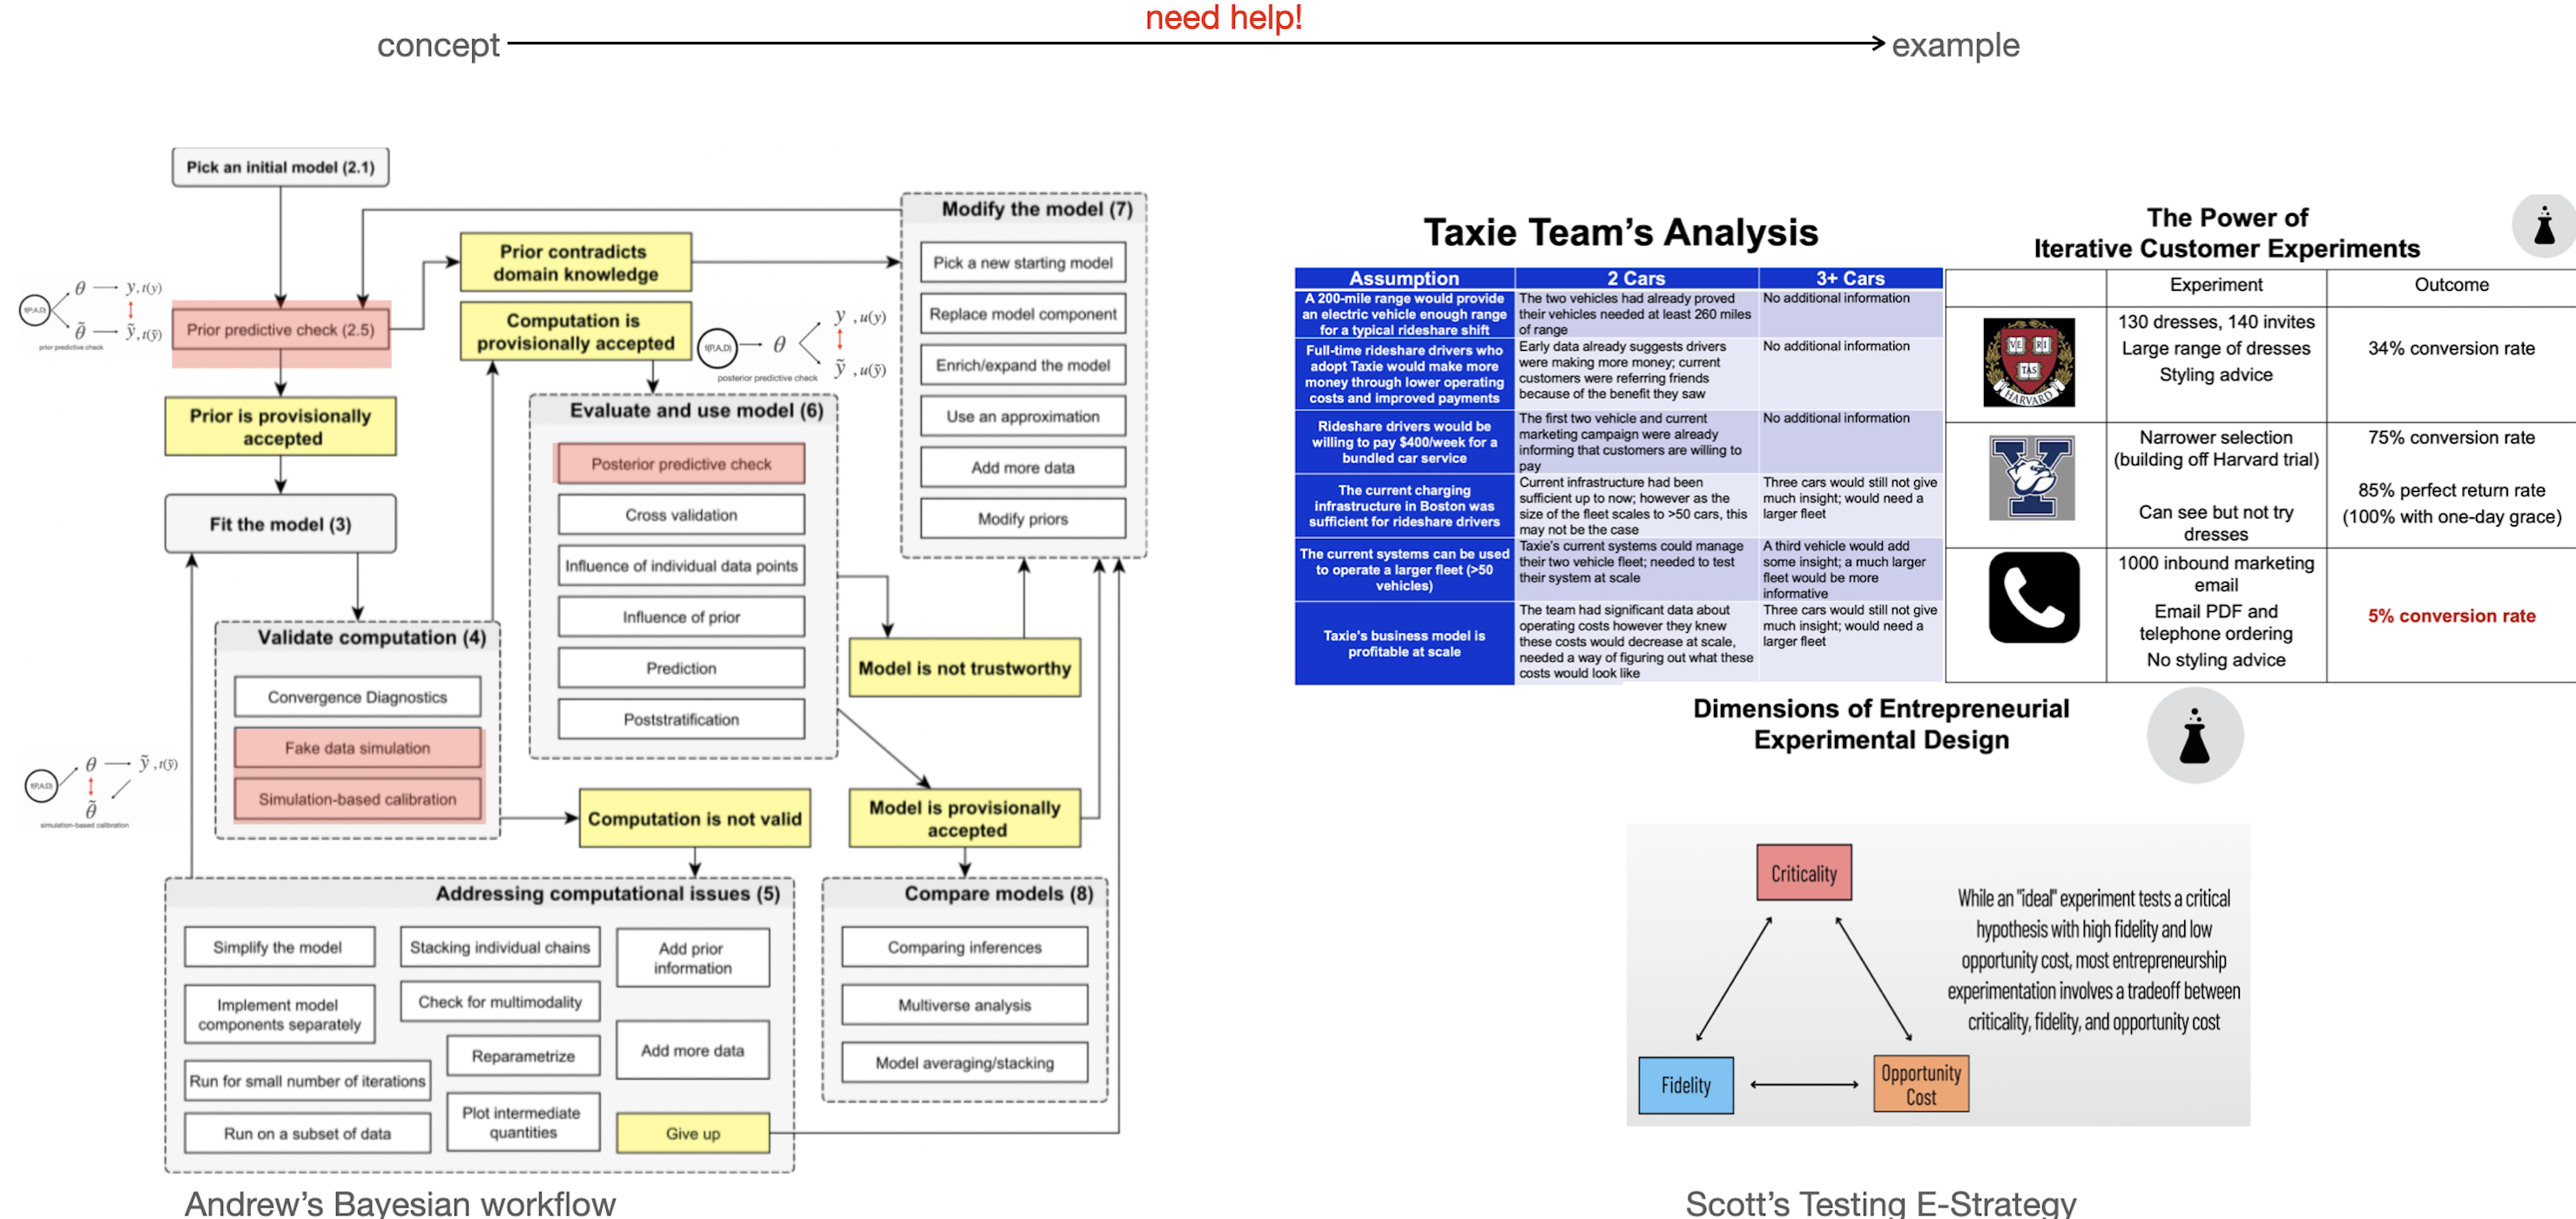 need help!
concept
example
Pick an initial model (2.1)
θ → y, t(y)
f(P,A,D)
θ̃ → ỹ, t(ỹ)
prior predictive check
Prior predictive check (2.5)
Prior is provisionally
accepted
Fit the model (3)
Prior contradicts
domain knowledge
Computation is
provisionally accepted
f(P,A,D) → θ
y , u(y)
ỹ , u(ỹ)
posterior predictive check
Validate computation (4)
Convergence Diagnostics
Fake data simulation
Simulation-based calibration
f(P,A,D)
θ → ỹ , t(ỹ)
θ̃
simulation-based calibration
Evaluate and use model (6)
Posterior predictive check
Cross validation
Influence of individual data points
Influence of prior
Prediction
Poststratification
Modify the model (7)
Pick a new starting model
Replace model component
Enrich/expand the model
Use an approximation
Add more data
Modify priors
Model is not trustworthy
Computation is not valid
Model is provisionally
accepted
Addressing computational issues (5)
Simplify the model
Implement model
components separately
Run for small number of iterations
Run on a subset of data
Stacking individual chains
Check for multimodality
Reparametrize
Plot intermediate
quantities
Add prior
information
Add more data
Give up
Compare models (8)
Comparing inferences
Multiverse analysis
Model averaging/stacking
Andrew’s Bayesian workflow
Taxie Team’s Analysis
Assumption
2 Cars
3+ Cars
A 200-mile range would provide
an electric vehicle enough range
for a typical rideshare shift
The two vehicles had already proved
their vehicles needed at least 260 miles
of range
No additional information
Full-time rideshare drivers who
adopt Taxie would make more
money through lower operating
costs and improved payments
Early data already suggests drivers
were making more money; current
customers were referring friends
because of the benefit they saw
No additional information
Rideshare drivers would be
willing to pay $400/week for a
bundled car service
The first two vehicle and current
marketing campaign were already
informing that customers are willing to
pay
No additional information
The current charging
infrastructure in Boston was
sufficient for rideshare drivers
Current infrastructure had been
sufficient up to now; however as the
size of the fleet scales to >50 cars, this
may not be the case
Three cars would still not give
much insight; would need a
larger fleet
The current systems can be used
to operate a larger fleet (>50
vehicles)
Taxie’s current systems could manage
their two vehicle fleet; needed to test
their system at scale
A third vehicle would add
some insight; a much larger
fleet would be more
informative
Taxie’s business model is
profitable at scale
The team had significant data about
operating costs however they knew
these costs would decrease at scale,
needed a way of figuring out what these
costs would look like
Three cars would still not give
much insight; would need a
larger fleet
The Power of
Iterative Customer Experiments
Experiment
Outcome
VE RI
TAS
HARVARD
130 dresses, 140 invites
Large range of dresses
Styling advice
34% conversion rate
Y
Narrower selection
(building off Harvard trial)
Can see but not try
dresses
75% conversion rate
85% perfect return rate
(100% with one-day grace)
1000 inbound marketing
email
Email PDF and
telephone ordering
No styling advice
5% conversion rate
Dimensions of Entrepreneurial
Experimental Design
Criticality
Fidelity
Opportunity
Cost
While an "ideal" experiment tests a critical
hypothesis with high fidelity and low
opportunity cost, most entrepreneurship
experimentation involves a tradeoff between
criticality, fidelity, and opportunity cost
Scott’s Testing E-Strategy